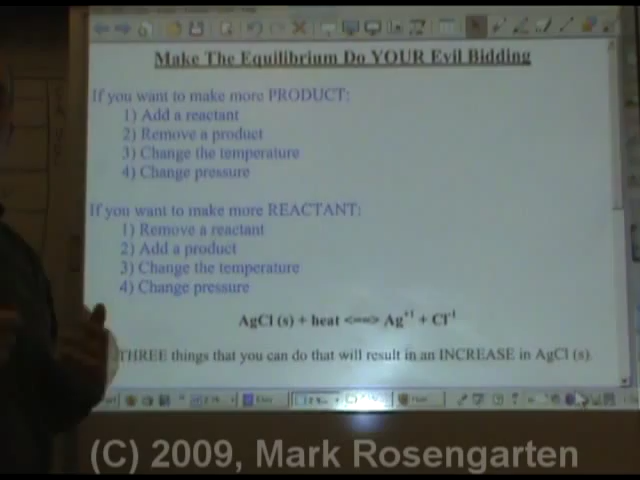 Make The Equilibrium Do YOUR Evil Bidding
If you want to make more PRODUCT:
1) Add a reactant
2) Remove a product
3) Change the temperature
4) Change pressure
If you want to make more REACTANT:
1) Remove a reactant
2) Add a product
3) Change the temperature
4) Change pressure
AgCl (s) + heat <==> Ag+1 + Cl-1
THREE things that you can do that will result in an INCREASE in AgCl (s).
(C) 2009, Mark Rosengarten